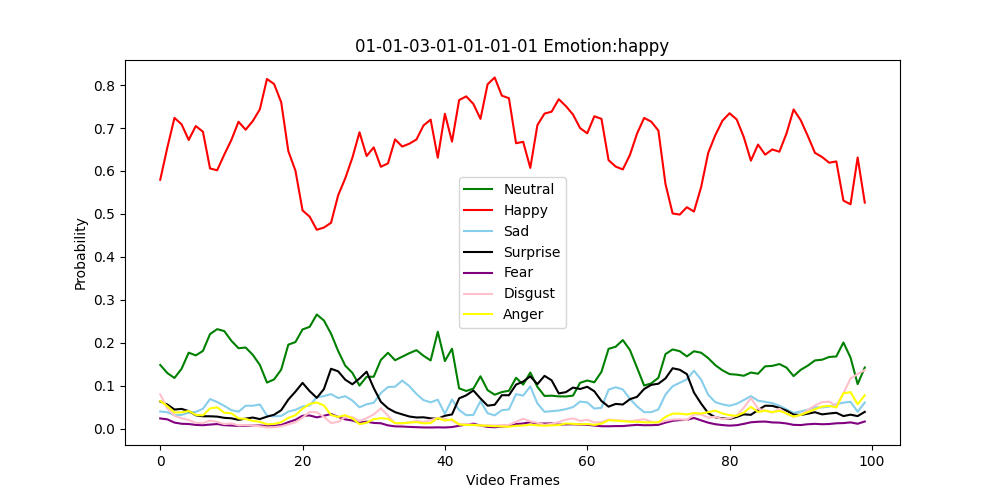 01-01-03-01-01-01-01 Emotion:happy
Probability
0.8
0.7
0.6
0.5
0.4
0.3
0.2
0.1
0.0
Neutral
Happy
Sad
Surprise
Fear
Disgust
Anger
0 20 40 60 80 100
Video Frames